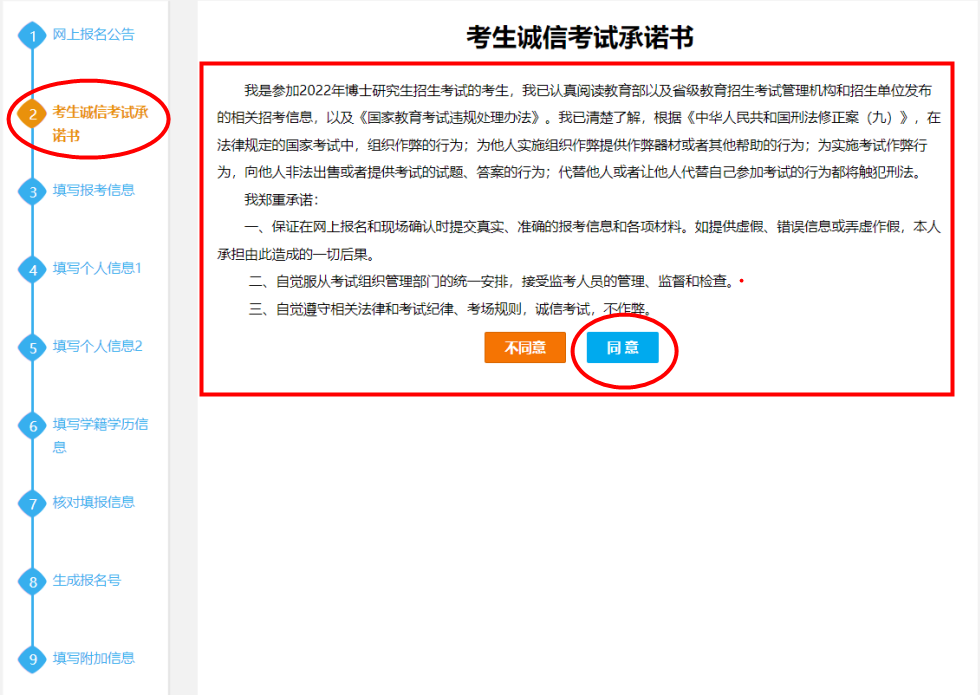 1 网上报名公告
2 考生诚信考试承
诺书
3 填写报考信息
4 填写个人信息1
5 填写个人信息2
6 填写学籍学历信
息
7 核对填报信息
8 生成报名号
9 填写附加信息
考生诚信考试承诺书
我是参加2022年博士研究生招生考试的考生，我已认真阅读教育部以及省级教育招生考试管理机构和招生单位发布
的相关招考信息，以及《国家教育考试违规处理办法》。我已清楚了解，根据《中华人民共和国刑法修正案（九）》，在
法律规定的国家考试中，组织作弊的行为；为他人实施组织作弊提供作弊器材或者其他帮助的行为；为实施考试作弊行
为，向他人非法出售或者提供考试的试题、答案的行为；代替他人或者让他人代替自己参加考试的行为都将触犯刑法。
我郑重承诺：
一、保证在网上报名和现场确认时提交真实、准确的报考信息和各项材料。如提供虚假、错误信息或弄虚作假，本人
承担由此造成的一切后果。
二、自觉服从考试组织管理部门的统一安排，接受监考人员的管理、监督和检查。
三、自觉遵守相关法律和考试纪律、考场规则，诚信考试，不作弊。
不同意 同 意